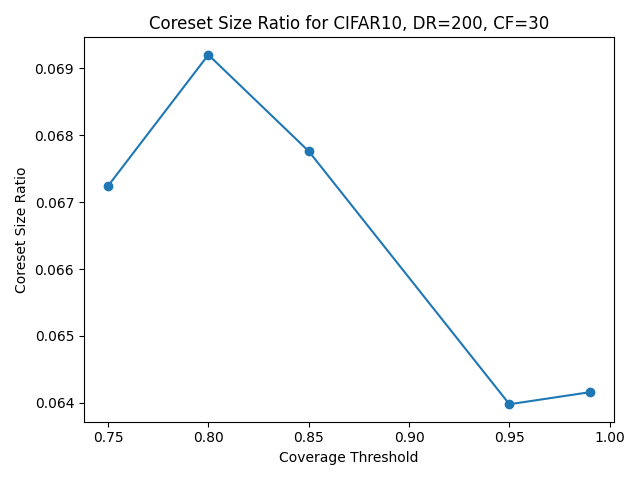 Coreset Size Ratio for CIFAR10, DR=200, CF=30
0.069
0.068
0.067
0.066
0.065
0.064
Coreset Size Ratio
0.75 0.80 0.85 0.90 0.95 1.00
Coverage Threshold